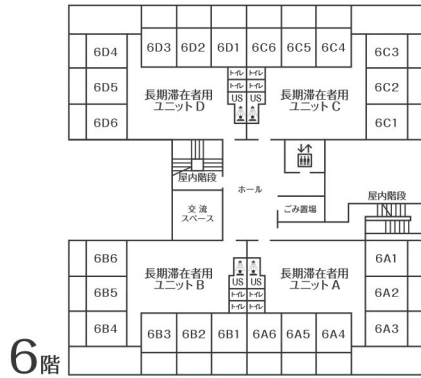 6D3 6D2 6D1 6C6 6C5 6C4
6D4
6D5
6D6
6C3
6C2
6C1
トイレ トイレ
トイレ トイレ
US US
長期滞在者用
ユニット D
長期滞在者用
ユニット C
屋内階段
ホール
交流
スペース
ごみ置場
屋内階段
6B6
6B5
6B4
長期滞在者用
ユニット B
長期滞在者用
ユニット A
6A1
6A2
6A3
US US
トイレ トイレ
トイレ トイレ
6B3 6B2 6B1 6A6 6A5 6A4
6階